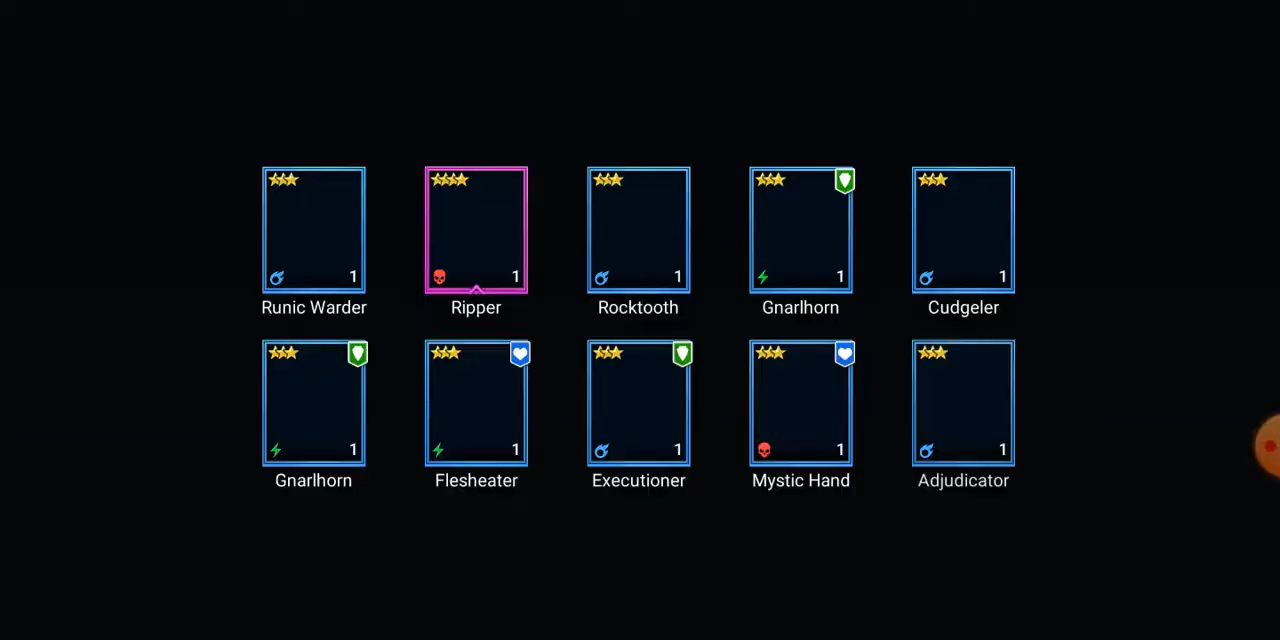 1 1 1 1 1
Runic Warder Ripper Rocktooth Gnarlhorn Cudgeler
1 1 1 1 1
Gnarlhorn Flesheater Executioner Mystic Hand Adjudicator